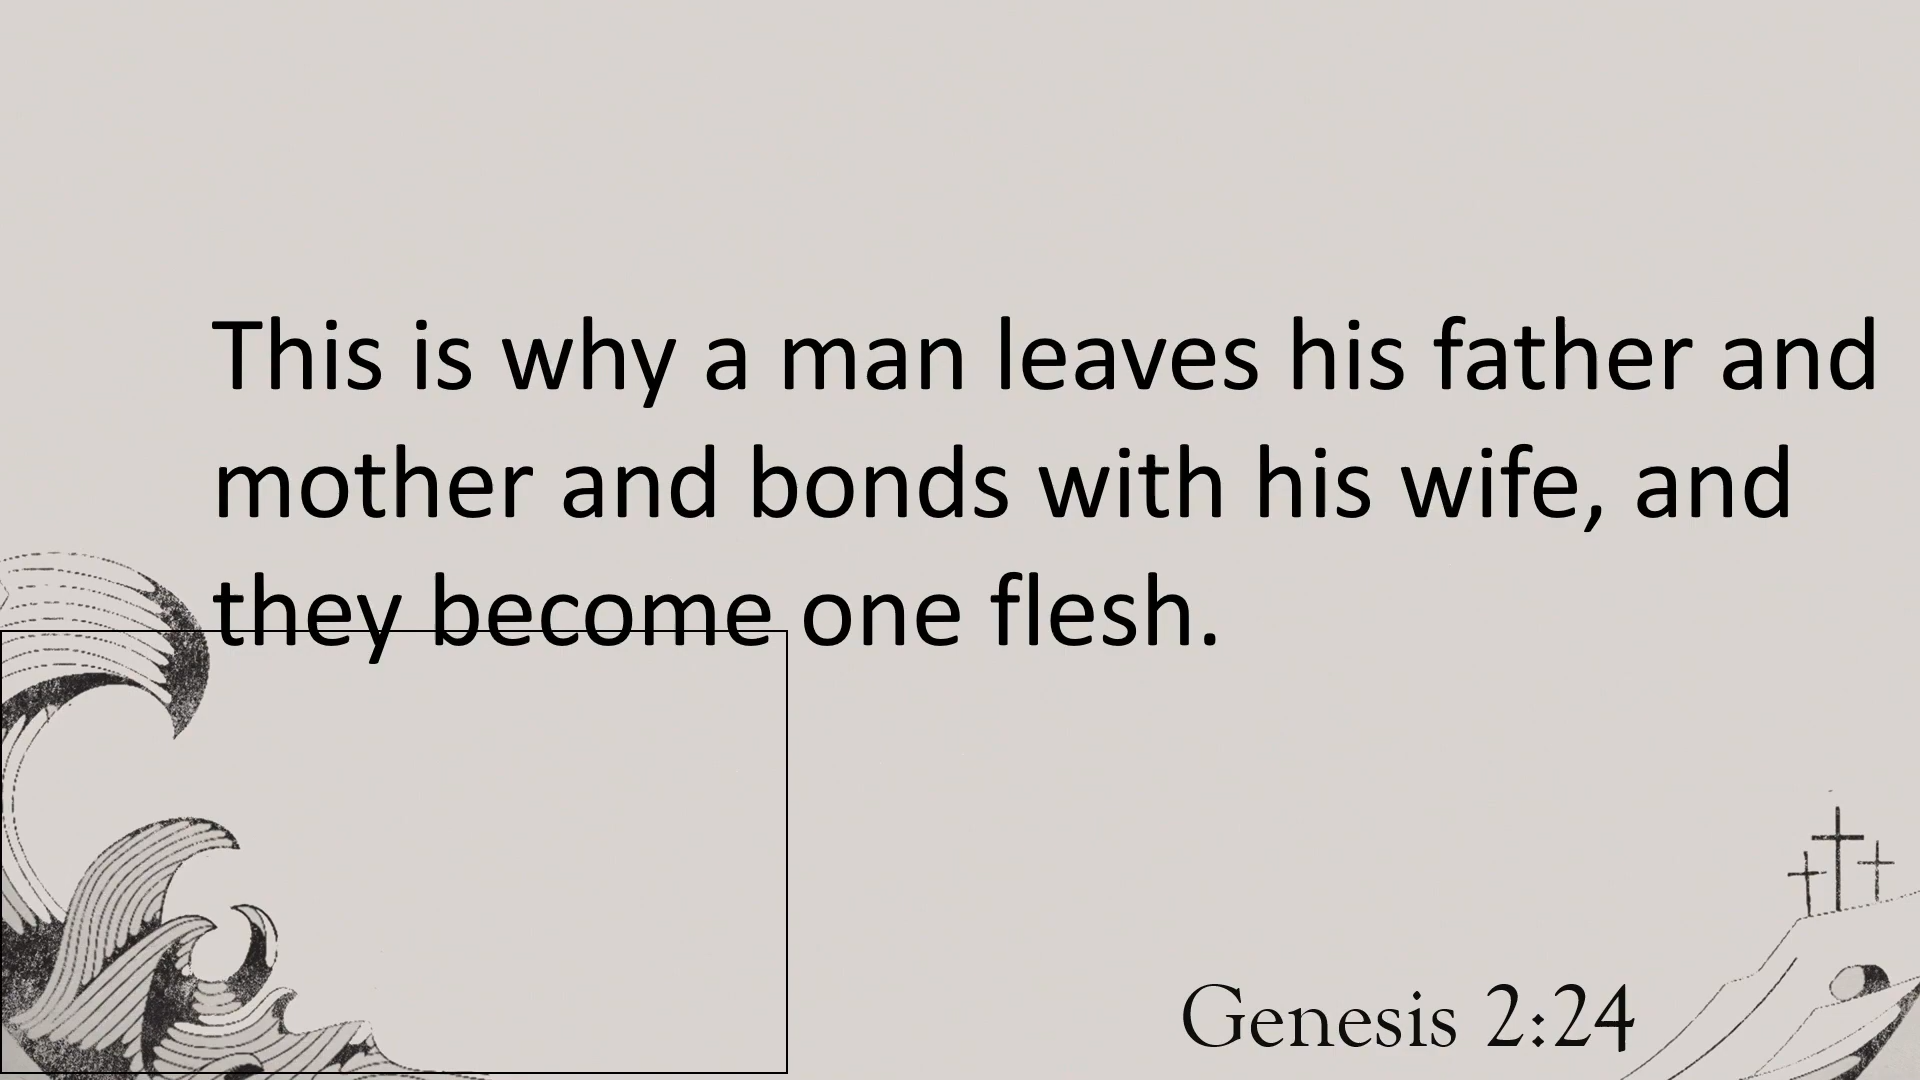 This is why a man leaves his father and
mother and bonds with his wife, and
they become one flesh.
Genesis 2:24